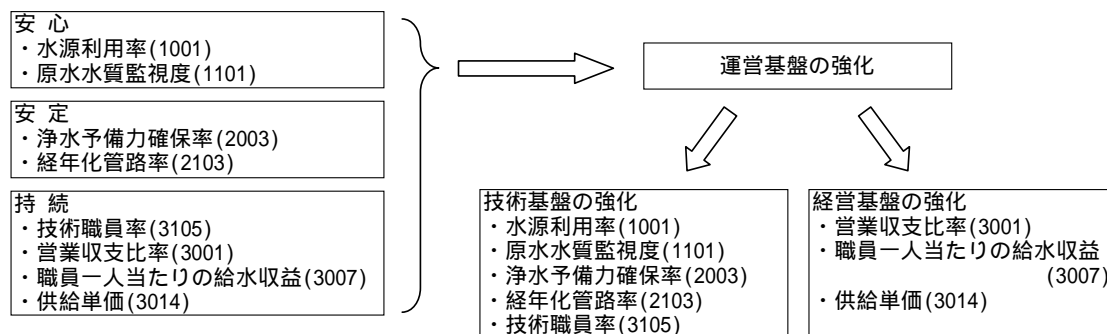 安 心
・水源利用率(1001)
・原水水質監視度(1101)
安 定
・浄水予備力確保率(2003)
・経年化管路率(2103)
持 続
・技術職員率(3105)
・営業収支比率(3001)
・職員一人当たりの給水収益(3007)
・供給単価(3014)
運営基盤の強化
技術基盤の強化
・水源利用率(1001)
・原水水質監視度(1101)
・浄水予備力確保率(2003)
・経年化管路率(2103)
・技術職員率(3105)
経営基盤の強化
・営業収支比率(3001)
・職員一人当たりの給水収益
(3007)
・供給単価(3014)